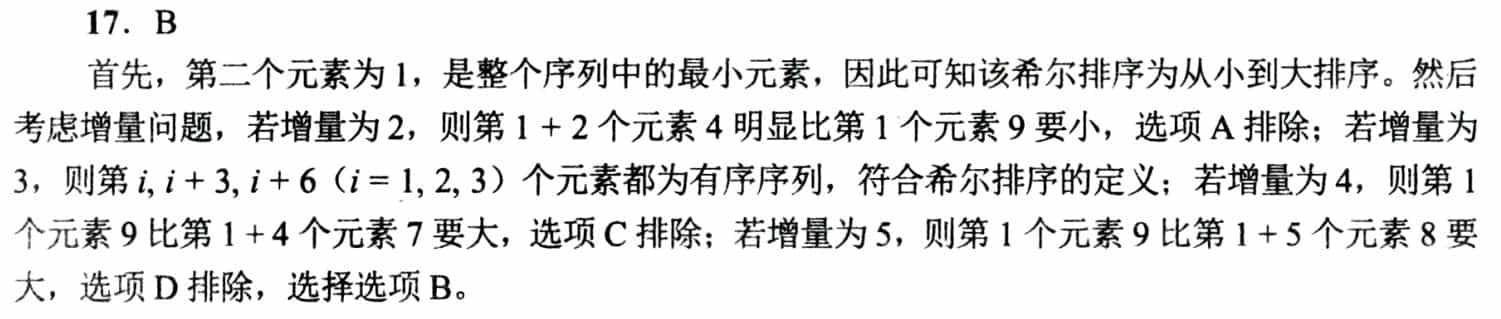 17. B
首先，第二个元素为 1，是整个序列中的最小元素，因此可知该希尔排序为从小到大排序。然后
考虑增量问题，若增量为 2，则第 1 + 2 个元素 4 明显比第 1 个元素 9 要小，选项 A 排除；若增量为
3，则第 i, i + 3, i + 6（i = 1, 2, 3）个元素都为有序序列，符合希尔排序的定义；若增量为 4，则第 1
个元素 9 比第 1 + 4 个元素 7 要大，选项 C 排除；若增量为 5，则第 1 个元素 9 比第 1 + 5 个元素 8 要
大，选项 D 排除，选择选项 B。